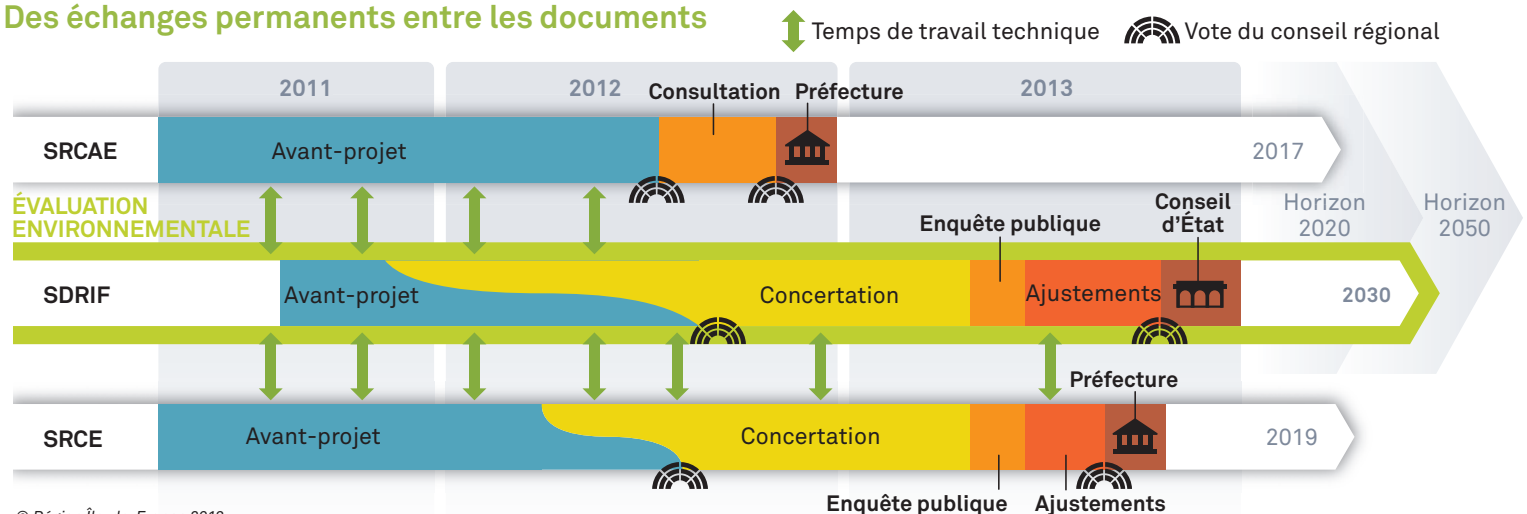 Des échanges permanents entre les documents
Temps de travail technique
Vote du conseil régional
2011
2012
2013
Consultation
Préfecture
SRCAE
Avant-projet
2017
ÉVALUATION
ENVIRONNEMENTALE
Enquête publique
Conseil
d'État
Horizon
2020
Horizon
2050
SDRIF
Avant-projet
Concertation
Ajustements
2030
Préfecture
SRCE
Avant-projet
Concertation
2019
Enquête publique
Ajustements